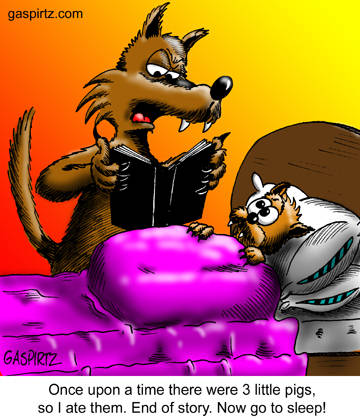 gaspirtz.com
GASPIRTZ
Once upon a time there were 3 little pigs,
so I ate them. End of story. Now go to sleep!